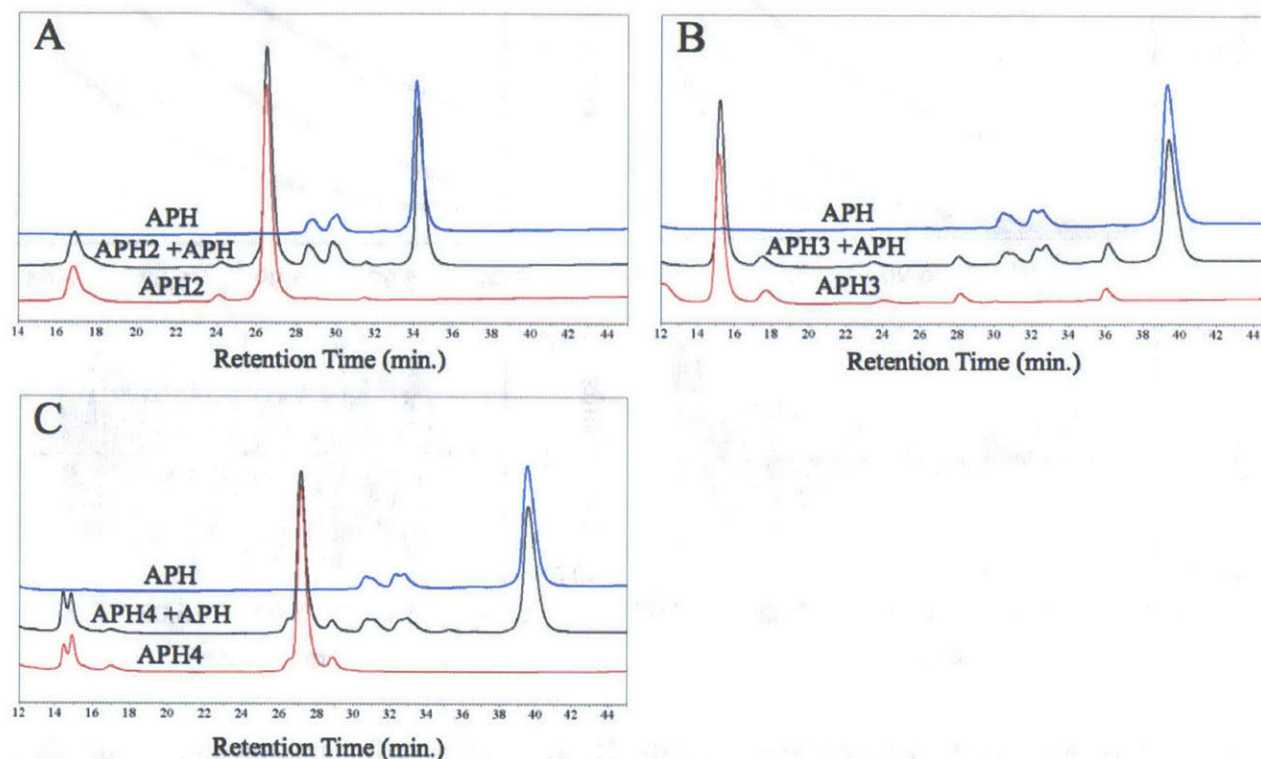 A
APH
APH2 +APH
APH2
14 16 18 20 22 24 26 28 30 32 34 36 38 40 42 44
Retention Time (min.)
B
APH
APH3 +APH
APH3
12 14 16 18 20 22 24 26 28 30 32 34 36 38 40 42 44
Retention Time (min.)
C
APH
APH4 +APH
APH4
12 14 16 18 20 22 24 26 28 30 32 34 36 38 40 42 44
Retention Time (min.)